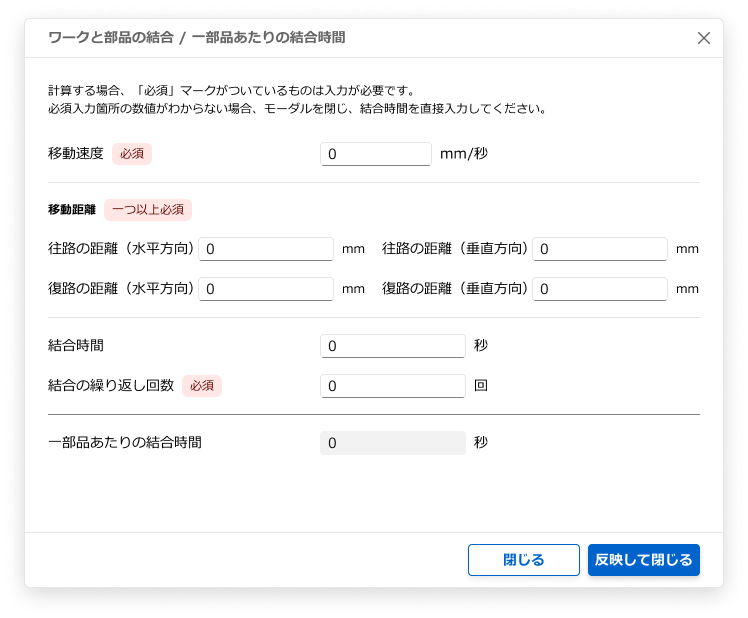 ワークと部品の結合 / 一部品あたりの結合時間
計算する場合、「必須」マークがついているものは入力が必要です。
必須入力箇所の数値がわからない場合、モーダルを閉じ、結合時間を直接入力してください。
移動速度 必須 0 mm/秒
移動距離 一つ以上必須
往路の距離（水平方向） 0 mm 往路の距離（垂直方向） 0 mm
復路の距離（水平方向） 0 mm 復路の距離（垂直方向） 0 mm
結合時間 0 秒
結合の繰り返し回数 必須 0 回
一部品あたりの結合時間 0 秒
閉じる 反映して閉じる